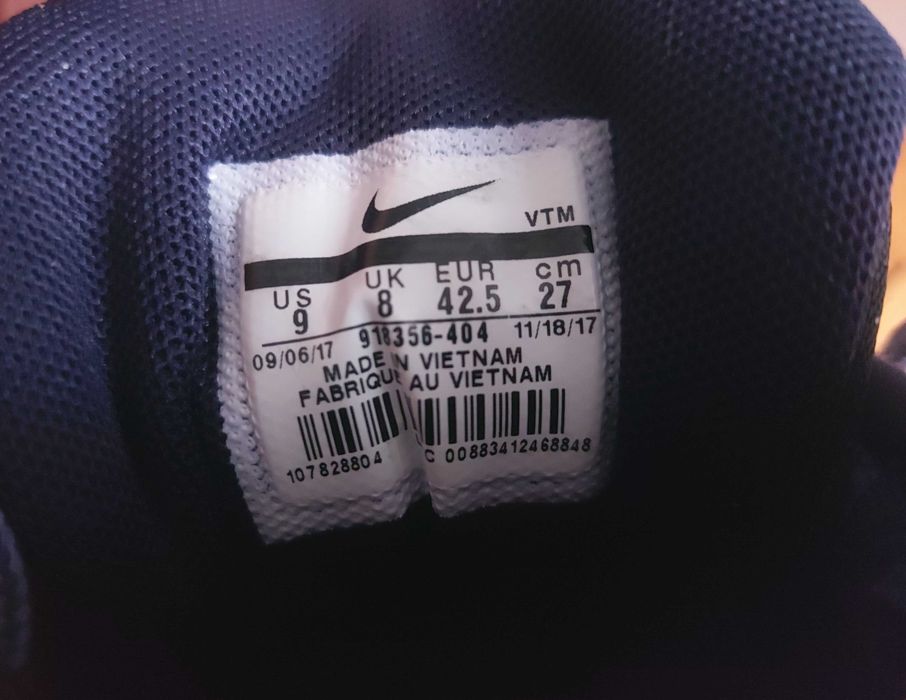 VTM
US UK EUR cm
9 8 42.5 27
09/06/17 918356-404 11/18/17
MADE IN VIETNAM
FABRIQUE AU VIETNAM
107828804 C 00883412468848